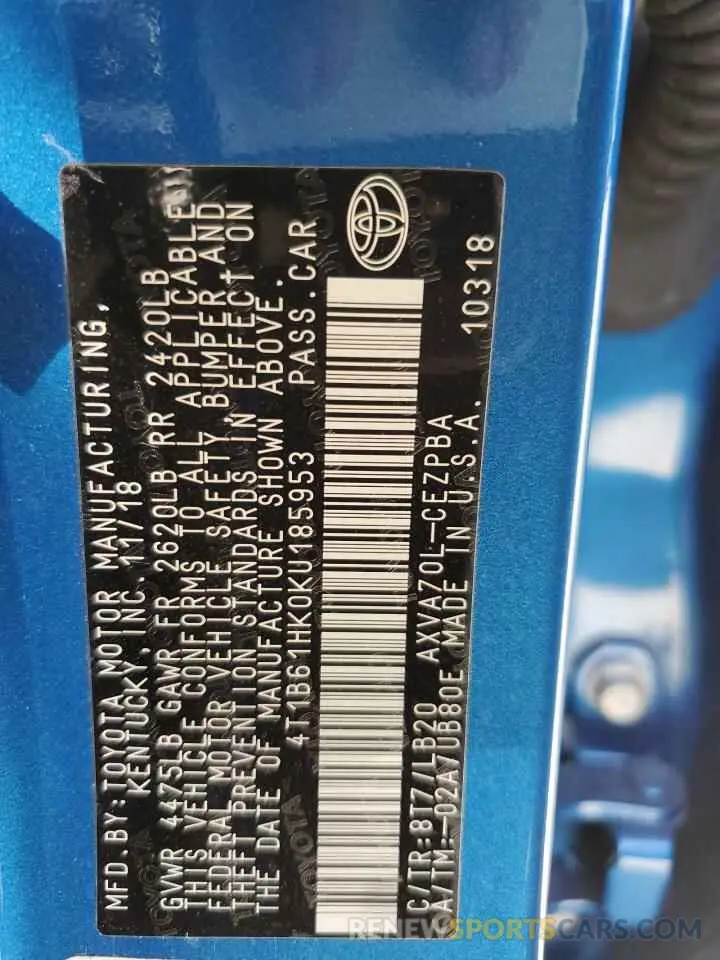 MFD.BY:TOYOTA MOTOR MANUFACTURING,
KENTUCKY,INC. 11/18
GVWR 4475LB GAWR FR 2620LB RR 2420LB
THIS VEHICLE CONFORMS TO ALL APPLICABLE
FEDERAL MOTOR VEHICLE SAFETY BUMPER AND
THEFT PREVENTION STANDARDS IN EFFECT ON
THE DATE OF MANUFACTURE SHOWN ABOVE.
4T1B61HK0KU185953 PASS.CAR
C/TR:8T7/LB20 AXVA70L-CEZPBA
A/TM:-02A/UB80E MADE IN U.S.A. 10318
RENEWSPORTSCARS.COM